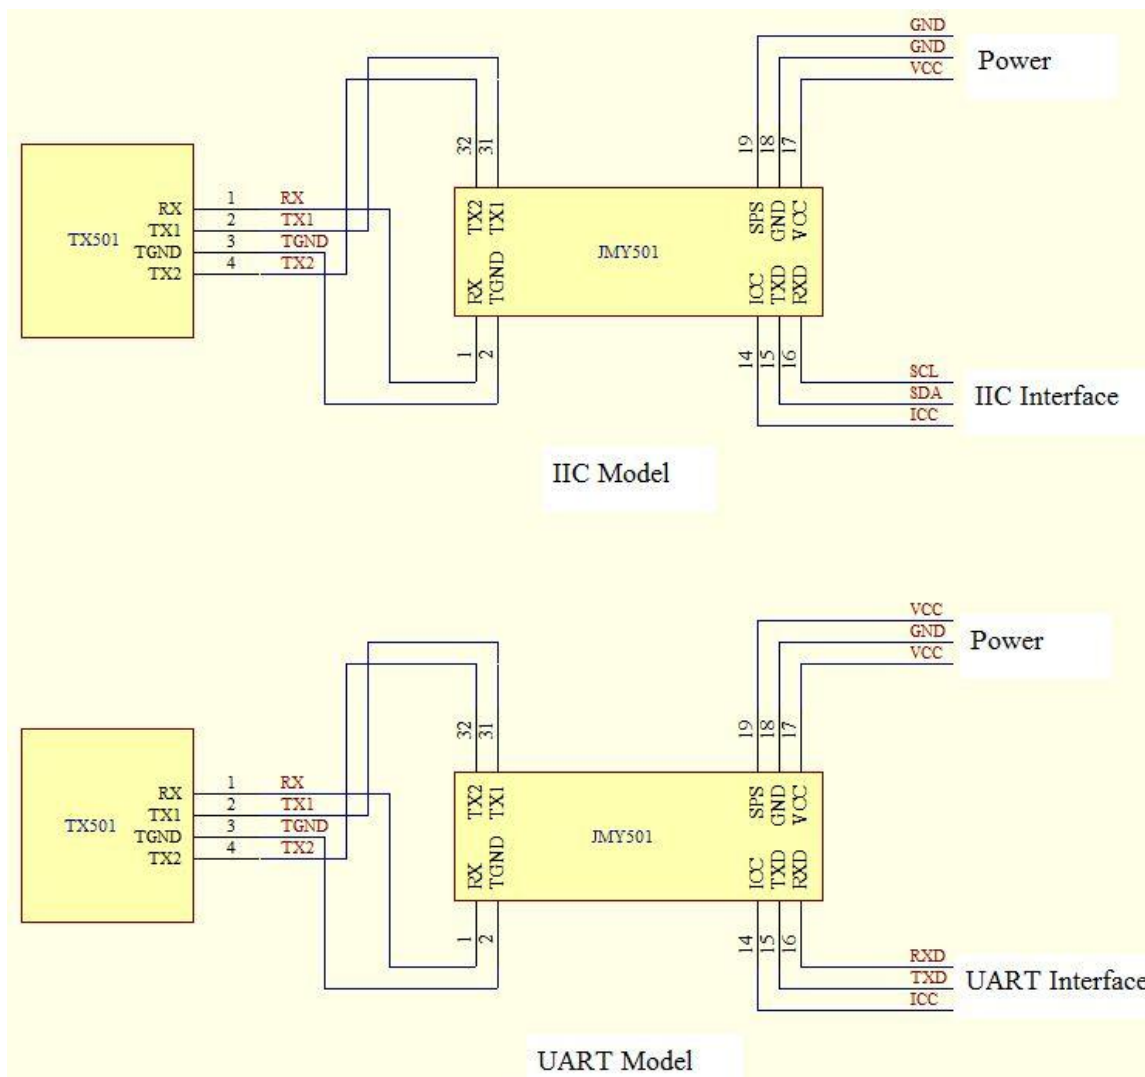 GND
GND
VCC
Power
32
31
19
18
17
RX
TX1
TGND
TX2
TX501
1
2
3
4
RX
TX1
TGND
TX2
TX2
TX1
RX
TGND
JMY501
SPS
GND
VCC
ICC
TXD
RXD
1
2
14
15
16
SCL
SDA
ICC
IIC Interface
IIC Model
VCC
GND
VCC
Power
32
31
19
18
17
RX
TX1
TGND
TX2
TX501
1
2
3
4
RX
TX1
TGND
TX2
TX2
TX1
RX
TGND
JMY501
SPS
GND
VCC
ICC
TXD
RXD
1
2
14
15
16
RXD
TXD
ICC
UART Interface
UART Model